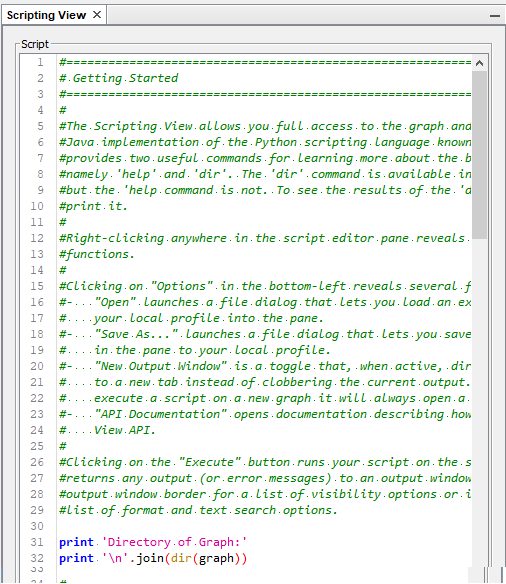 Scripting View
Script
1 #==========================================================
2 # Getting Started
3 #==========================================================
4 #
5 #The Scripting View allows you full access to the graph and
6 #Java implementation of the Python scripting language known
7 #provides two useful commands for learning more about the b
8 #namely 'help' and 'dir'. The 'dir' command is available in
9 #but the 'help command is not. To see the results of the 'd
10 #print it.
11 #
12 #Right-clicking anywhere in the script editor pane reveals
13 #functions.
14 #
15 #Clicking on "Options" in the bottom-left reveals several f
16 #- "Open" launches a file dialog that lets you load an ex
17 # your local profile into the pane.
18 #- "Save As..." launches a file dialog that lets you save
19 # in the pane to your local profile.
20 #- "New Output Window" is a toggle that, when active, dir
21 # to a new tab instead of clobbering the current output.
22 # execute a script on a new graph it will always open a
23 #- "API Documentation" opens documentation describing how
24 # View API.
25 #
26 #Clicking on the "Execute" button runs your script on the s
27 #returns any output (or error messages) to an output window
28 #output window border for a list of visibility options or i
29 #list of format and text search options.
30
31 print 'Directory of Graph:'
32 print '\n'.join(dir(graph))
33